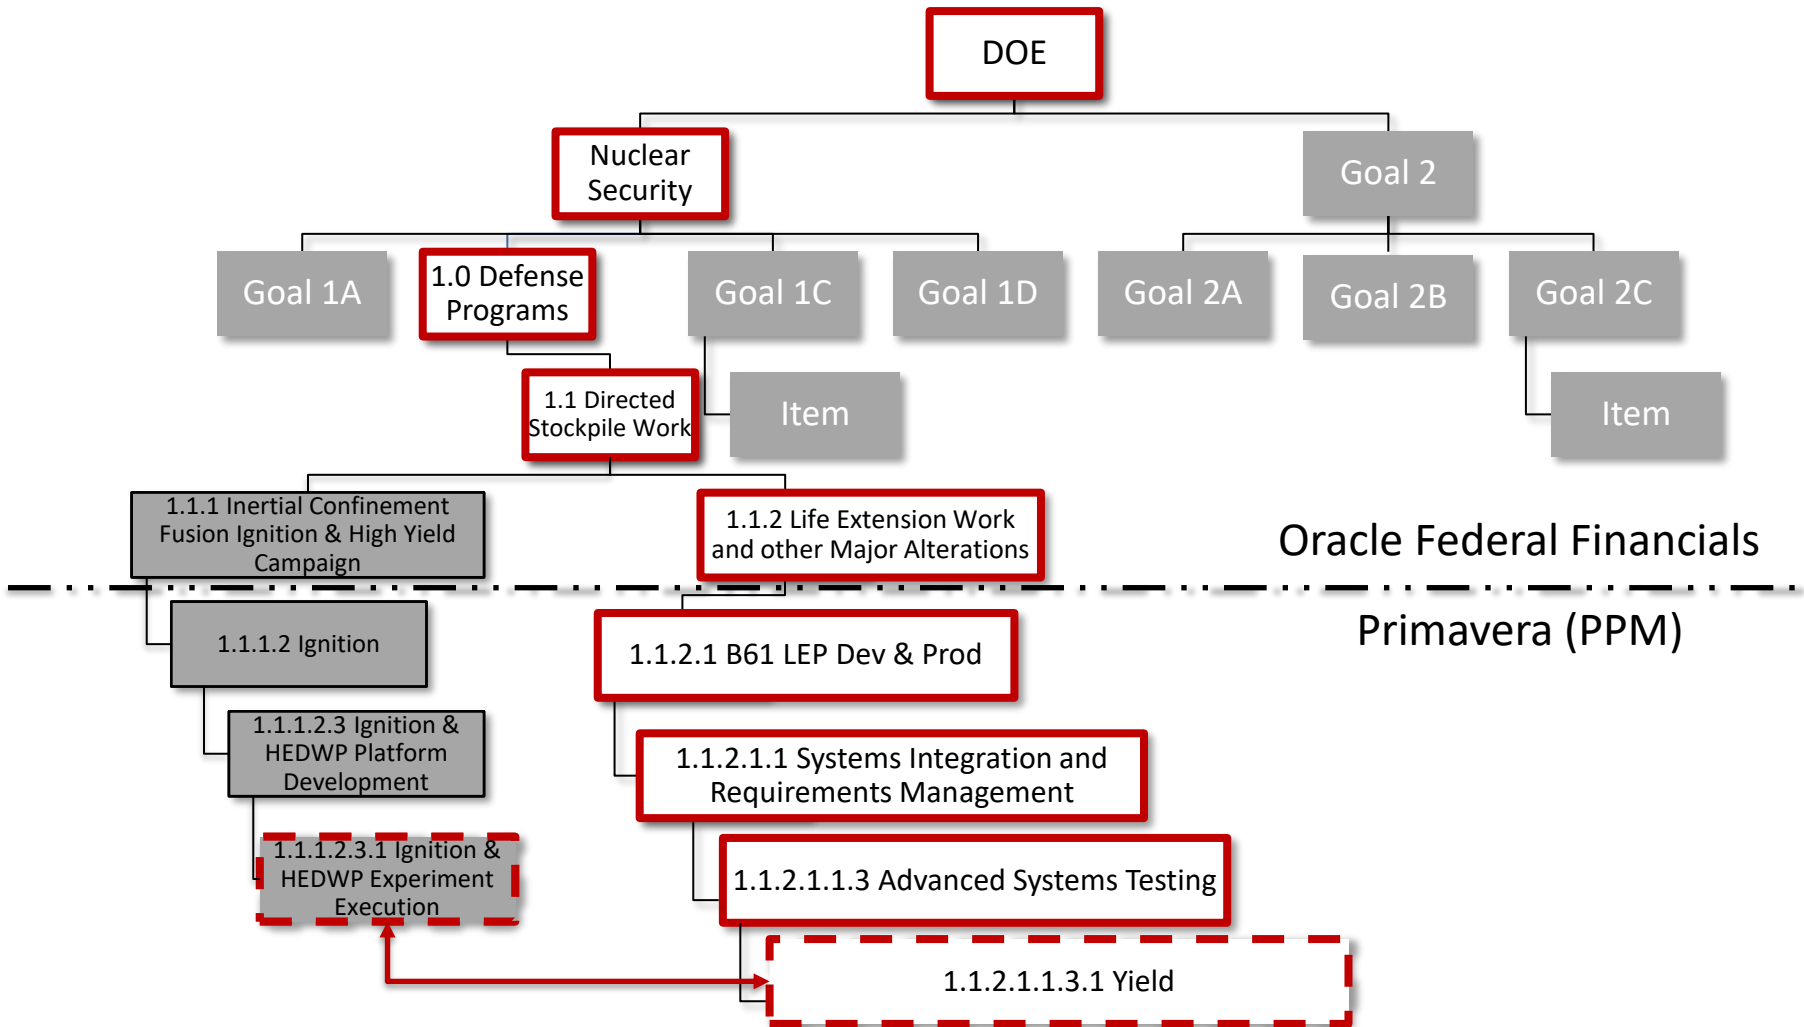 DOE
Nuclear
Security
Goal 2
Goal 1A
1.0 Defense
Programs
Goal 1C
Goal 1D
Goal 2A
Goal 2B
Goal 2C
1.1 Directed
Stockpile Work
Item
Item
1.1.1 Inertial Confinement
Fusion Ignition & High Yield
Campaign
1.1.2 Life Extension Work
and other Major Alterations
Oracle Federal Financials
Primavera (PPM)
1.1.1.2 Ignition
1.1.2.1 B61 LEP Dev & Prod
1.1.1.2.3 Ignition &
HEDWP Platform
Development
1.1.2.1.1 Systems Integration and
Requirements Management
1.1.1.2.3.1 Ignition &
HEDWP Experiment
Execution
1.1.2.1.1.3 Advanced Systems Testing
1.1.2.1.1.3.1 Yield